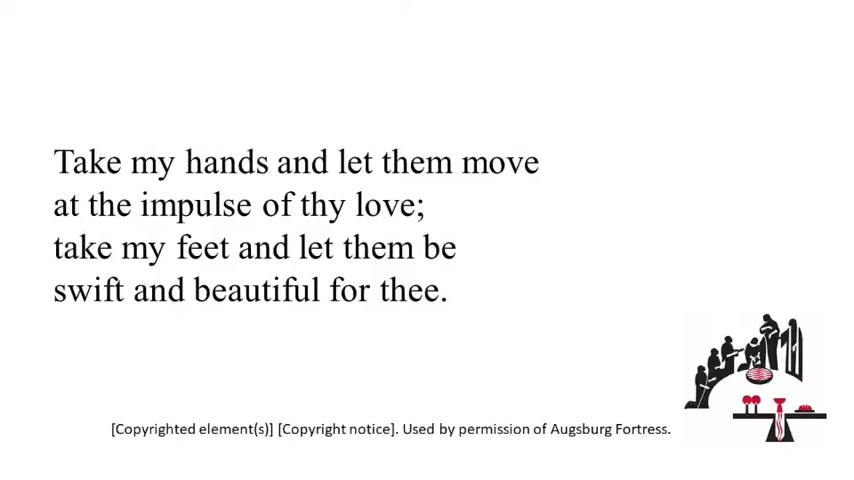 Take my hands and let them move
at the impulse of thy love;
take my feet and let them be
swift and beautiful for thee.
[Copyrighted element(s)] [Copyright notice]. Used by permission of Augsburg Fortress.